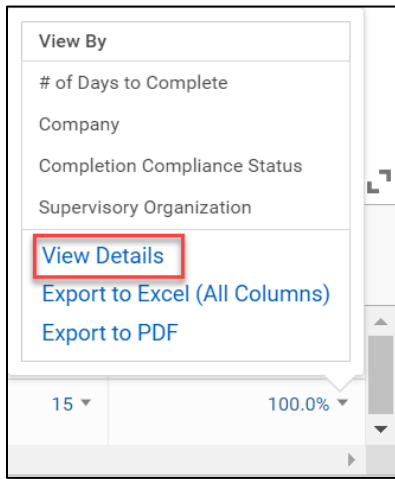 View By
# of Days to Complete
Company
Completion Compliance Status
Supervisory Organization
View Details
Export to Excel (All Columns)
Export to PDF
15 100.0%